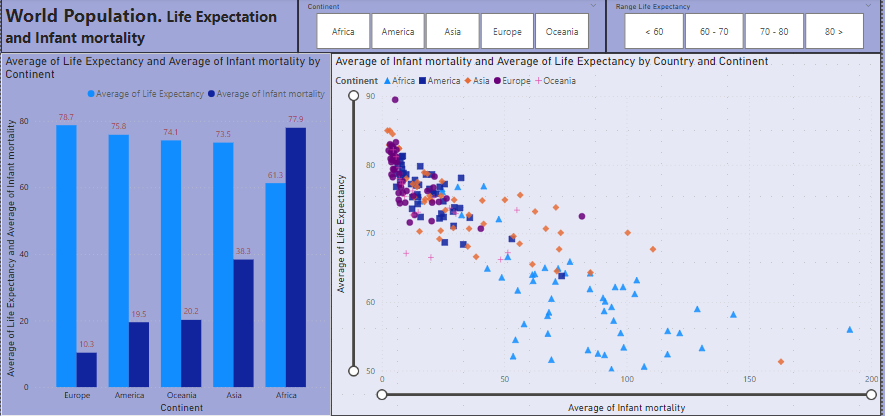 World Population. Life Expectation
and Infant mortality
Continent
Africa
America
Asia
Europe
Oceania
Range Life Expectancy
< 60
60 - 70
70 - 80
80 >
Average of Life Expectancy and Average of Infant mortality by
Continent
Average of Life Expectancy Average of Infant mortality
Average of Life Expectancy and Average of Infant mortality
80
60
40
20
0
78.7
10.3
75.8
19.5
74.1
20.2
73.5
38.3
61.3
77.9
Europe
America
Oceania
Asia
Africa
Continent
Average of Infant mortality and Average of Life Expectancy by Country and Continent
Continent Africa America Asia Europe Oceania
Average of Life Expectancy
90
80
70
60
50
0
50
100
150
200
Average of Infant mortality